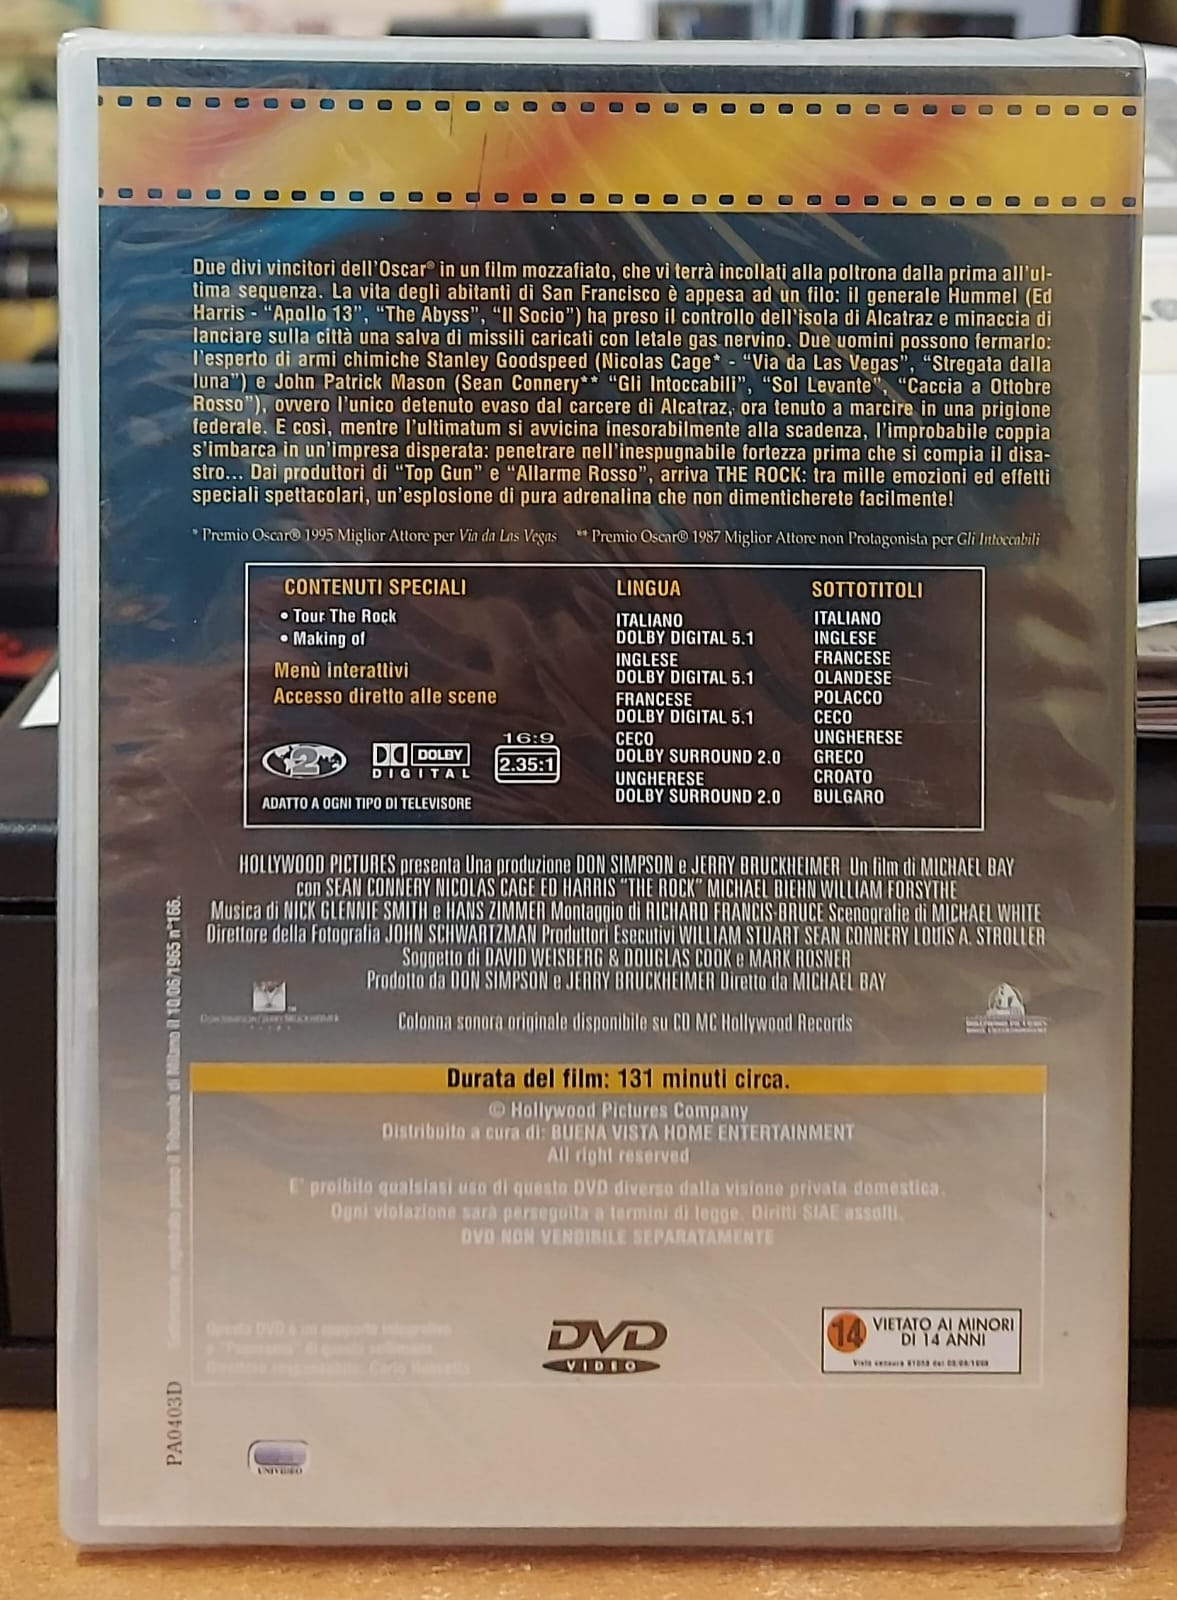 Due divi vincitori dell'Oscar® in un film mozzafiato, che vi terrà incollati alla poltrona dalla prima all'ul-
tima sequenza. La vita degli abitanti di San Francisco è appesa ad un filo: il generale Hummel (Ed
Harris - "Apollo 13", "The Abyss", "Il Socio") ha preso il controllo dell'isola di Alcatraz e minaccia di
lanciare sulla città una salva di missili caricati con letale gas nervino. Due uomini possono fermarlo:
l'esperto di armi chimiche Stanley Goodspeed (Nicolas Cage* - "Via da Las Vegas", "Stregata dalla
luna") e John Patrick Mason (Sean Connery** "Gli Intoccabili", "Sol Levante", "Caccia a Ottobre
Rosso"), ovvero l'unico detenuto evaso dal carcere di Alcatraz, ora tenuto a marcire in una prigione
federale. E così, mentre l'ultimatum si avvicina inesorabilmente alla scadenza, l'improbabile coppia
s'imbarca in un'impresa disperata: penetrare nell'inespugnabile fortezza prima che si compia il disa-
stro... Dai produttori di "Top Gun" e "Allarme Rosso", arriva THE ROCK: tra mille emozioni ed effetti
speciali spettacolari, un'esplosione di pura adrenalina che non dimenticherete facilmente!
* Premio Oscar® 1995 Miglior Attore per Via da Las Vegas ** Premio Oscar® 1987 Miglior Attore non Protagonista per Gli Intoccabili
CONTENUTI SPECIALI
• Tour The Rock
• Making of
Menù interattivi
Accesso diretto alle scene
2
DOLBY
DIGITAL
16:9
2.35:1
ADATTO A OGNI TIPO DI TELEVISORE
LINGUA
ITALIANO
DOLBY DIGITAL 5.1
INGLESE
DOLBY DIGITAL 5.1
FRANCESE
DOLBY DIGITAL 5.1
CECO
DOLBY SURROUND 2.0
UNGHERESE
DOLBY SURROUND 2.0
SOTTOTITOLI
ITALIANO
INGLESE
FRANCESE
OLANDESE
POLACCO
CECO
UNGHERESE
GRECO
CROATO
BULGARO
HOLLYWOOD PICTURES presenta Una produzione DON SIMPSON e JERRY BRUCKHEIMER Un film di MICHAEL BAY
con SEAN CONNERY NICOLAS CAGE ED HARRIS "THE ROCK" MICHAEL BIEHN WILLIAM FORSYTHE
Musica di NICK GLENNIE SMITH e HANS ZIMMER Montaggio di RICHARD FRANCIS-BRUCE Scenografie di MICHAEL WHITE
Direttore della Fotografia JOHN SCHWARTZMAN Produttori Esecutivi WILLIAM STUART SEAN CONNERY LOUIS A. STROLLER
Soggetto di DAVID WEISBERG & DOUGLAS COOK e MARK ROSNER
Prodotto da DON SIMPSON e JERRY BRUCKHEIMER Diretto da MICHAEL BAY
Colonna sonora originale disponibile su CD MC Hollywood Records
Durata del film: 131 minuti circa.
© Hollywood Pictures Company
Distribuito a cura di: BUENA VISTA HOME ENTERTAINMENT
All right reserved
E' proibito qualsiasi uso di questo DVD diverso dalla visione privata domestica.
Ogni violazione sarà perseguita a termini di legge. Diritti SIAE assolti.
DVD NON VENDIBILE SEPARATAMENTE
DVD
VIDEO
14 VIETATO AI MINORI
DI 14 ANNI
registrato presso il Tribunale di Milano il 10/06/1965 n°166.
PA0403D
UNIVIDEO